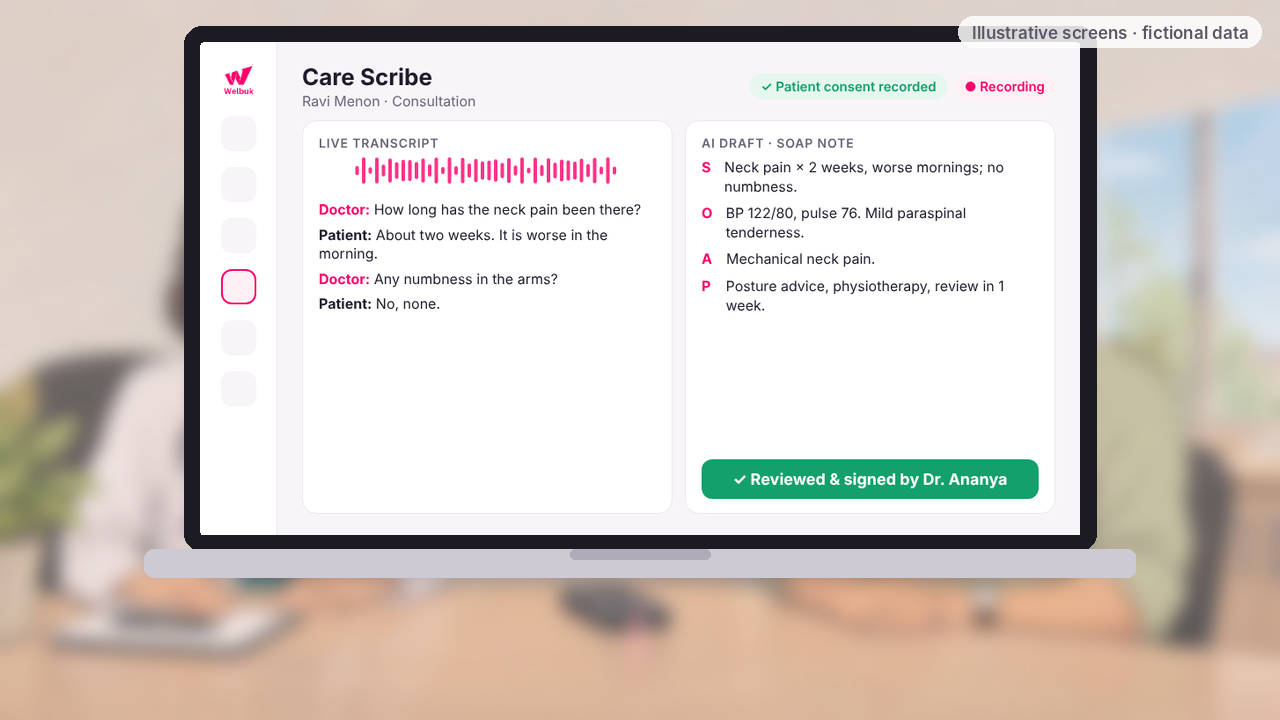 Illustrative screens · fictional data
Welbuk
Care Scribe
Ravi Menon · Consultation
✓ Patient consent recorded
● Recording
LIVE TRANSCRIPT
Doctor: How long has the neck pain been there?
Patient: About two weeks. It is worse in the
morning.
Doctor: Any numbness in the arms?
Patient: No, none.
AI DRAFT · SOAP NOTE
S Neck pain × 2 weeks, worse mornings; no
numbness.
O BP 122/80, pulse 76. Mild paraspinal
tenderness.
A Mechanical neck pain.
P Posture advice, physiotherapy, review in 1
week.
✓ Reviewed & signed by Dr. Ananya